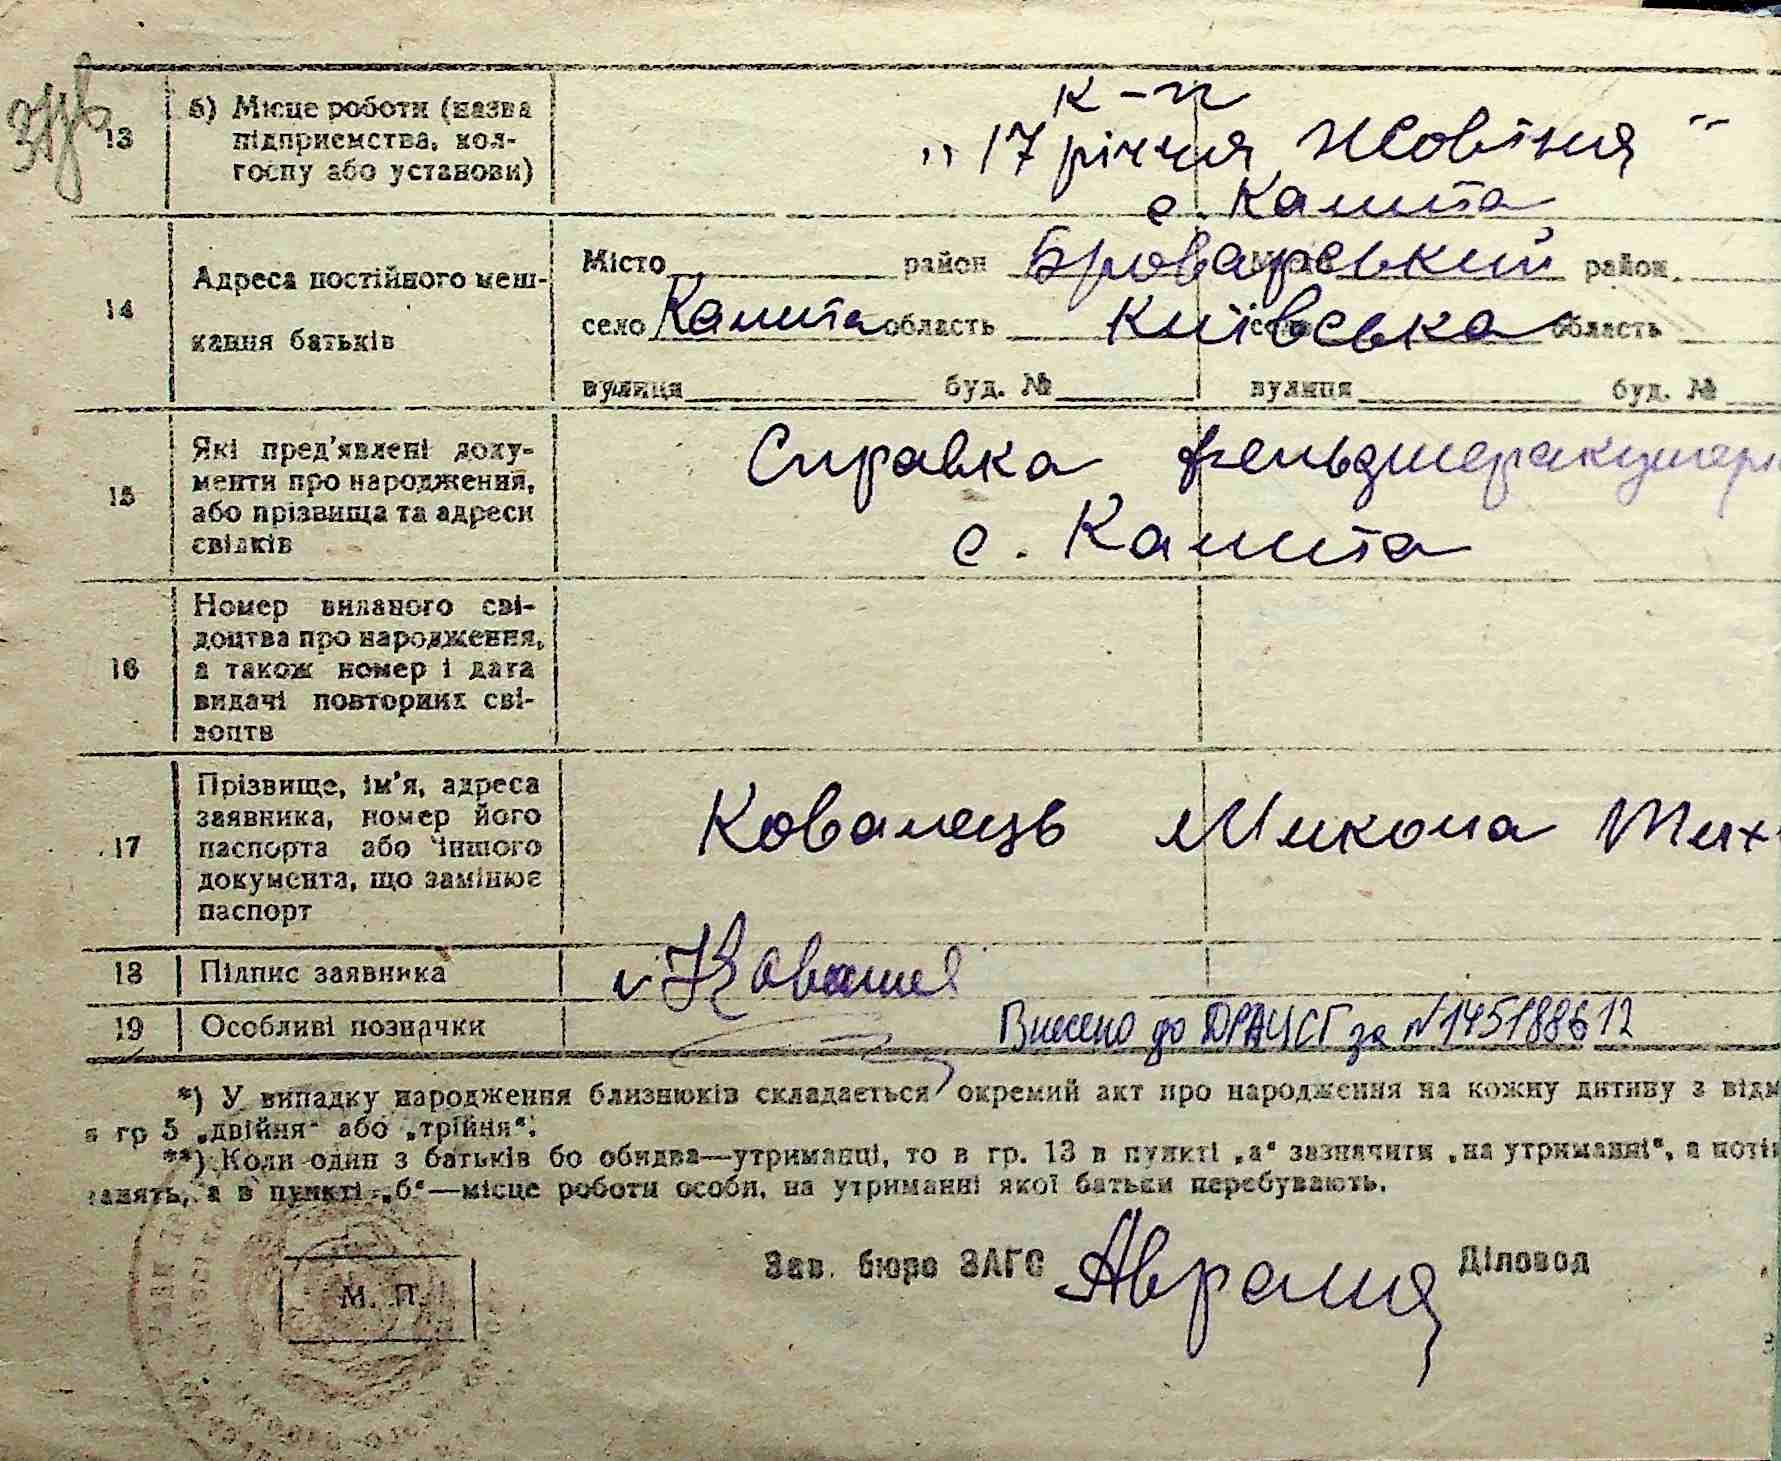 13
б) Місце роботи (назва підприємства, колгоспу або установи)
к-п
„17 річчя Жовтня"
с. Калита
14
Адреса постійного мешкання батьків
Місто район Броварський район
село Калита область Київська область
вулиця буд. № вулиця буд. №
15
Які пред'явлені документи про народження, або прізвища та адреси свідків
Справка фельдшеракушерк
с. Калита
16
Номер виданого свідоцтва про народження, а також номер і дата видачі повторних свідоцтв
17
Прізвище, ім'я, адреса заявника, номер його паспорта або іншого документа, що замінює паспорт
Ковалець Микола Тих
18
Підпис заявника
19
Особливі позначки
Внесено до ДРАЦСГ за №145188612
*) У випадку народження близнюків складається окремий акт про народження на кожну дитину з відм
в гр 5 „двійня" або „трійня".
**) Коли один з батьків бо обидва—утриманці, то в гр. 13 в пункті „а" зазначити „на утриманні", а поті
занять, а в пункті „б"—місце роботи особи, на утриманні якої батьки перебувають.
Зав. бюро ЗАГС
Діловод
М. П.